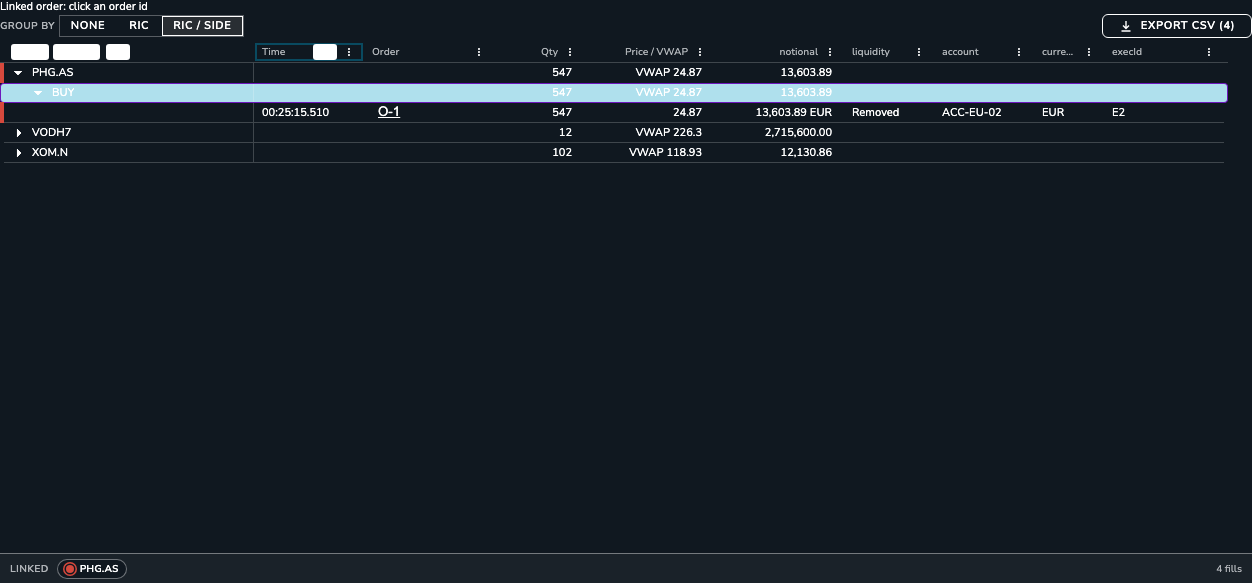 Linked order: click an order id
GROUP BY NONE RIC RIC / SIDE EXPORT CSV (4)
Time Order Qty Price / VWAP notional liquidity account curre... execId
PHG.AS 547 VWAP 24.87 13,603.89
BUY 547 VWAP 24.87 13,603.89
00:25:15.510 O-1 547 24.87 13,603.89 EUR Removed ACC-EU-02 EUR E2
VODH7 12 VWAP 226.3 2,715,600.00
XOM.N 102 VWAP 118.93 12,130.86
LINKED PHG.AS 4 fills